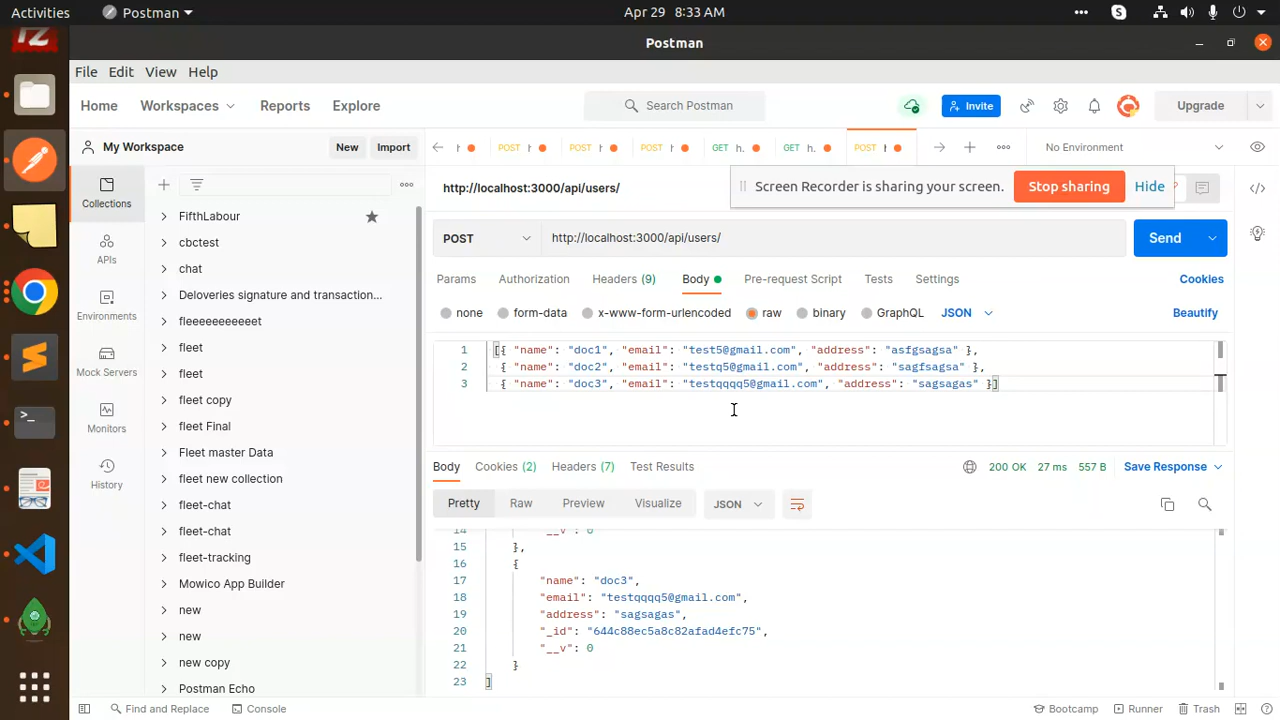 Activities
Postman
Apr 29 8:33 AM
Postman
File Edit View Help
Home Workspaces Reports Explore
Search Postman
Invite
Upgrade
My Workspace
New Import
POST
POST
POST
GET h.
GET h.
POST
No Environment
Screen Recorder is sharing your screen.
Stop sharing
Hide
http://localhost:3000/api/users/
Collections
APIs
Environments
Mock Servers
Monitors
History
FifthLabour
cbctest
chat
Deloveries signature and transaction...
fleeeeeeeeeeet
fleet
fleet
fleet copy
fleet Final
Fleet master Data
fleet new collection
fleet-chat
fleet-chat
fleet-tracking
Mowico App Builder
new
new
new copy
Postman Echo
POST http://localhost:3000/api/users/
Send
Params Authorization Headers (9) Body Pre-request Script Tests Settings
Cookies
none form-data x-www-form-urlencoded raw binary GraphQL JSON
Beautify
1 [{ "name": "doc1", "email": "test5@gmail.com", "address": "asfgsagsa" },
2 { "name": "doc2", "email": "testq5@gmail.com", "address": "sagfsagsa" },
3 { "name": "doc3", "email": "testqqqq5@gmail.com", "address": "sagsagas" }]
Body Cookies (2) Headers (7) Test Results
200 OK 27 ms 557 B
Save Response
Pretty Raw Preview Visualize JSON
14 "__v": 0
15 },
16 {
17 "name": "doc3",
18 "email": "testqqqq5@gmail.com",
19 "address": "sagsagas",
20 "_id": "644c88ec5a8c82afad4efc75",
21 "__v": 0
22 }
23 ]
Find and Replace Console
Bootcamp Runner Trash